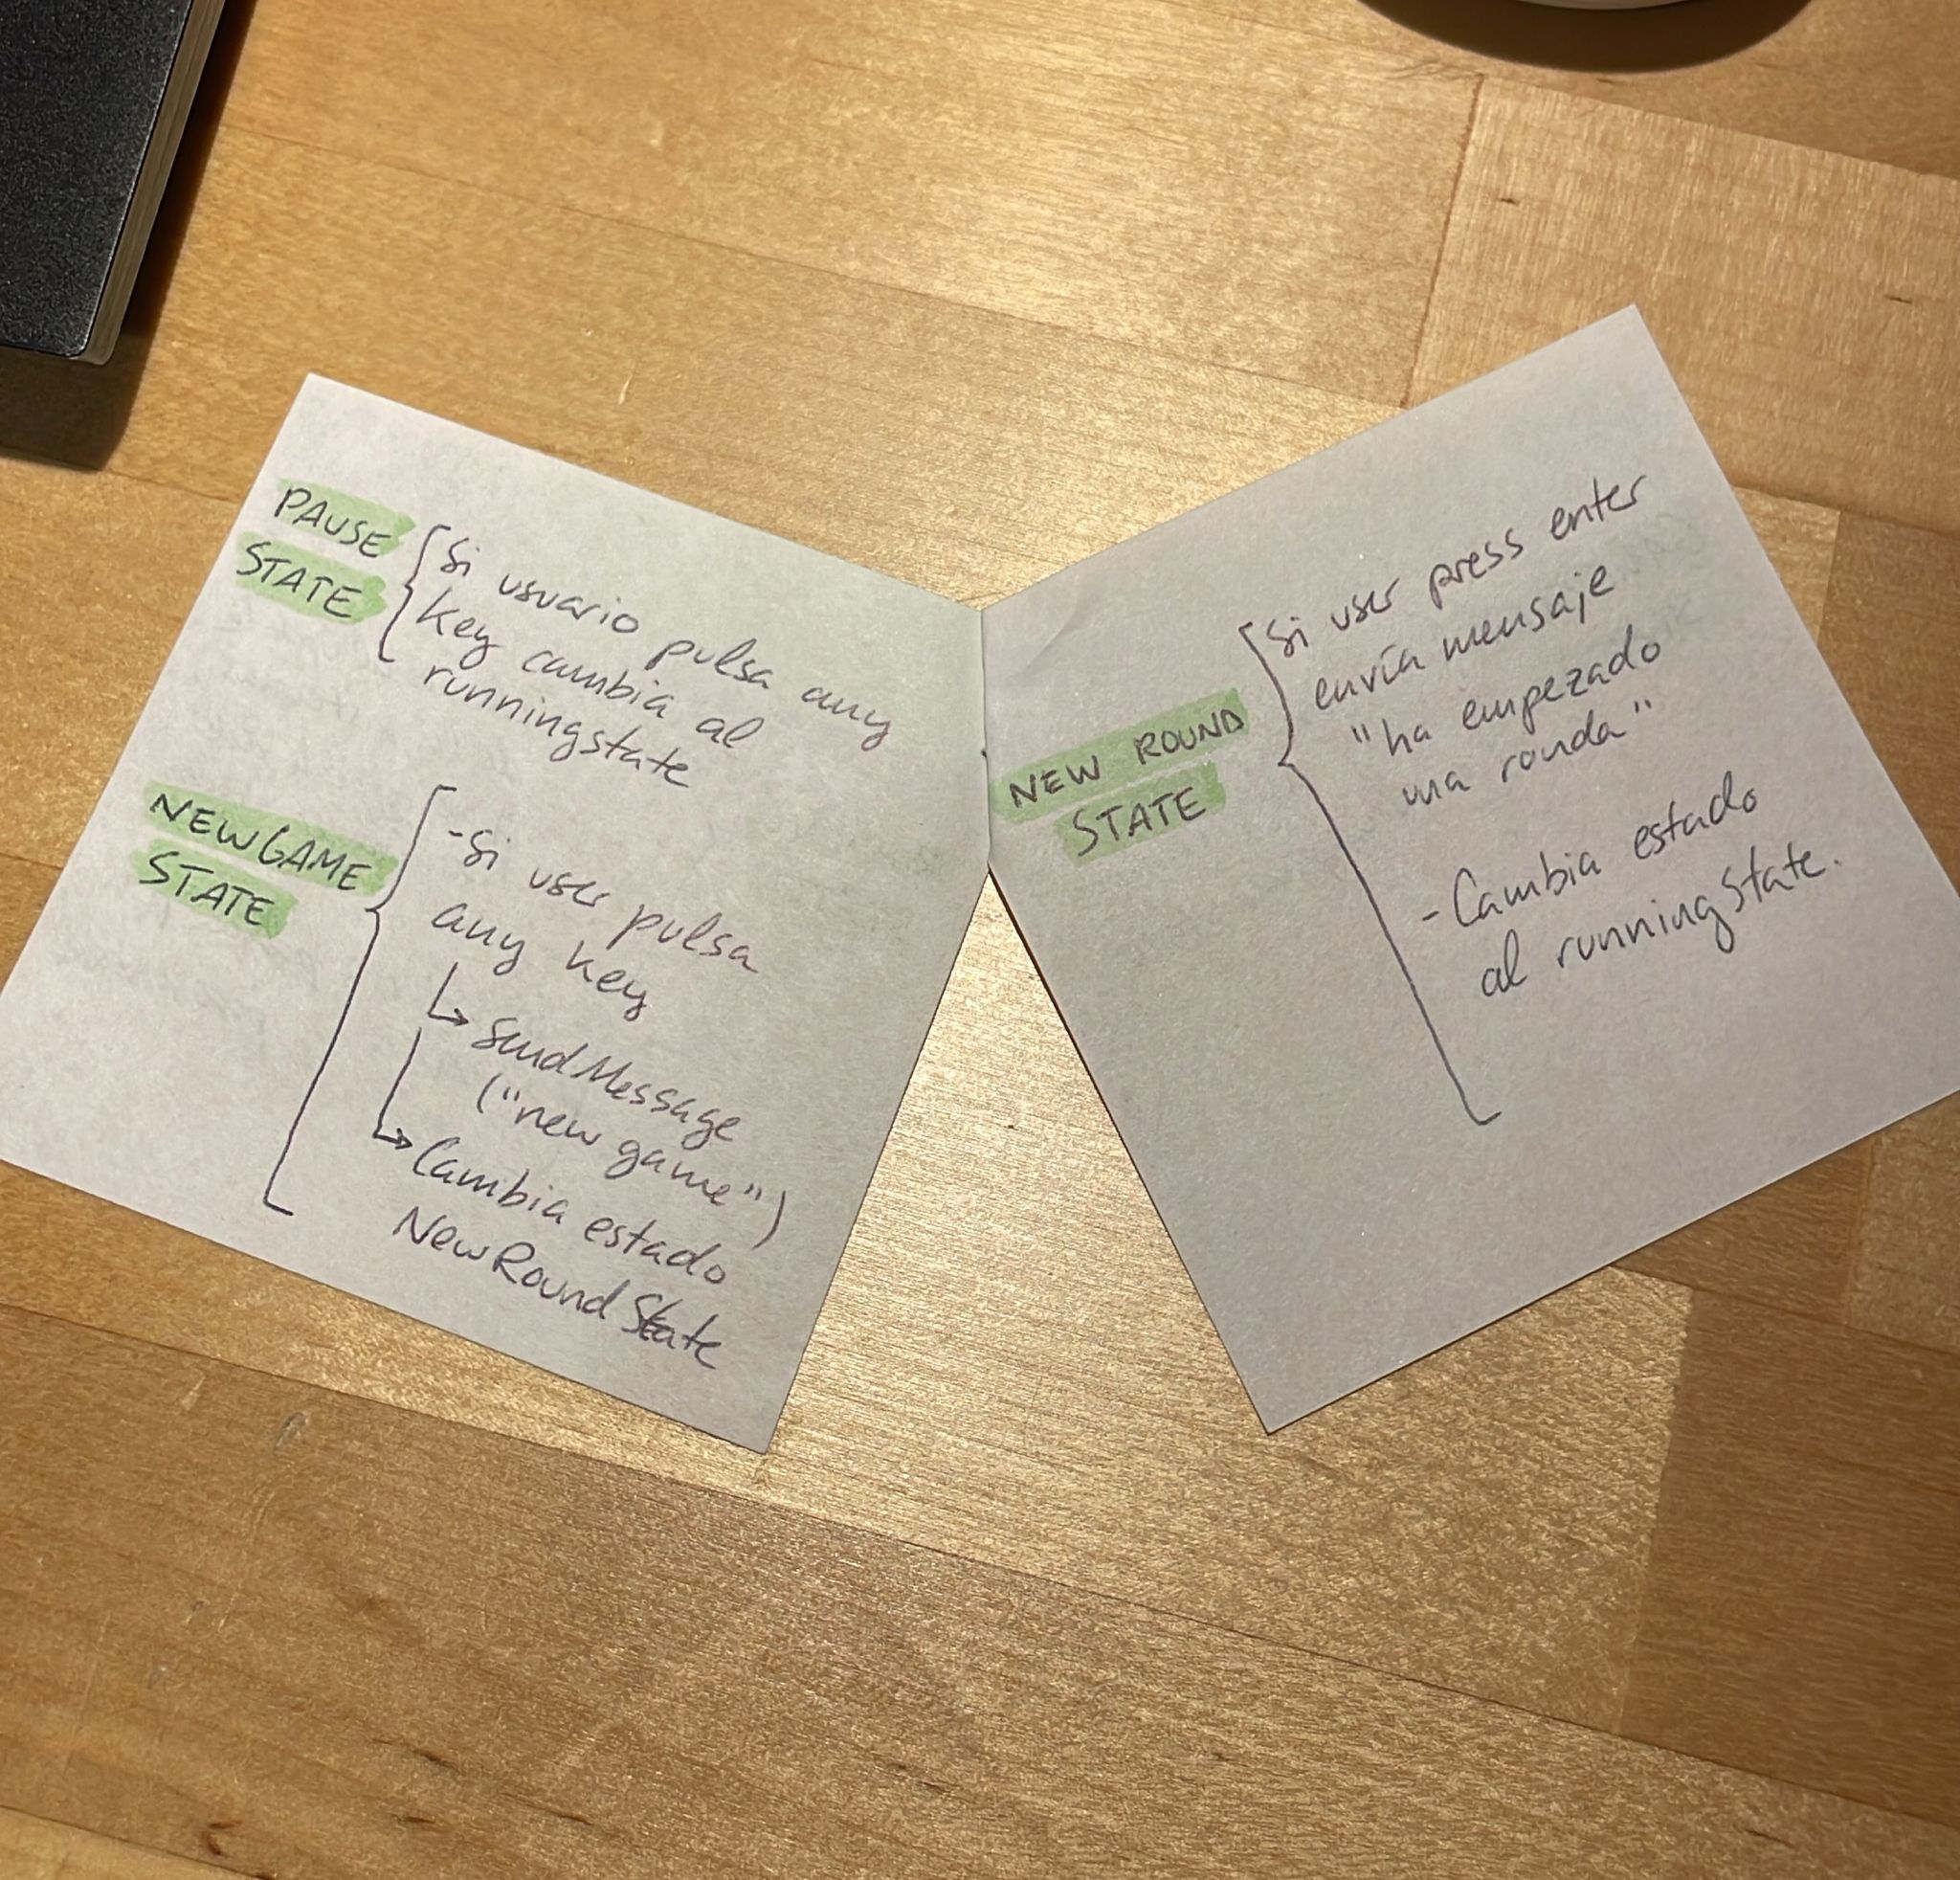 PAUSE
STATE
Si usuario pulsa any
Key cambia al
runningstate
NEWGAME
STATE
-Si user pulsa
any key
↳ SendMessage
("new game")
↳ Cambia estado
NewRoundState
NEW ROUND
STATE
Si user press enter
envía mensaje
"ha empezado
una ronda"
-Cambia estado
al runningState.